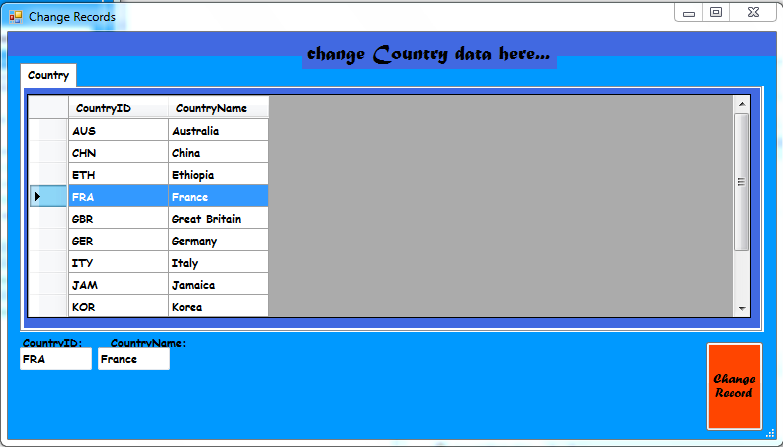 Change Records
change Country data here...
Country
CountryID CountryName
AUS Australia
CHN China
ETH Ethiopia
FRA France
GBR Great Britain
GER Germany
ITY Italy
JAM Jamaica
KOR Korea
CountryID: CountryName:
FRA France
Change
Record